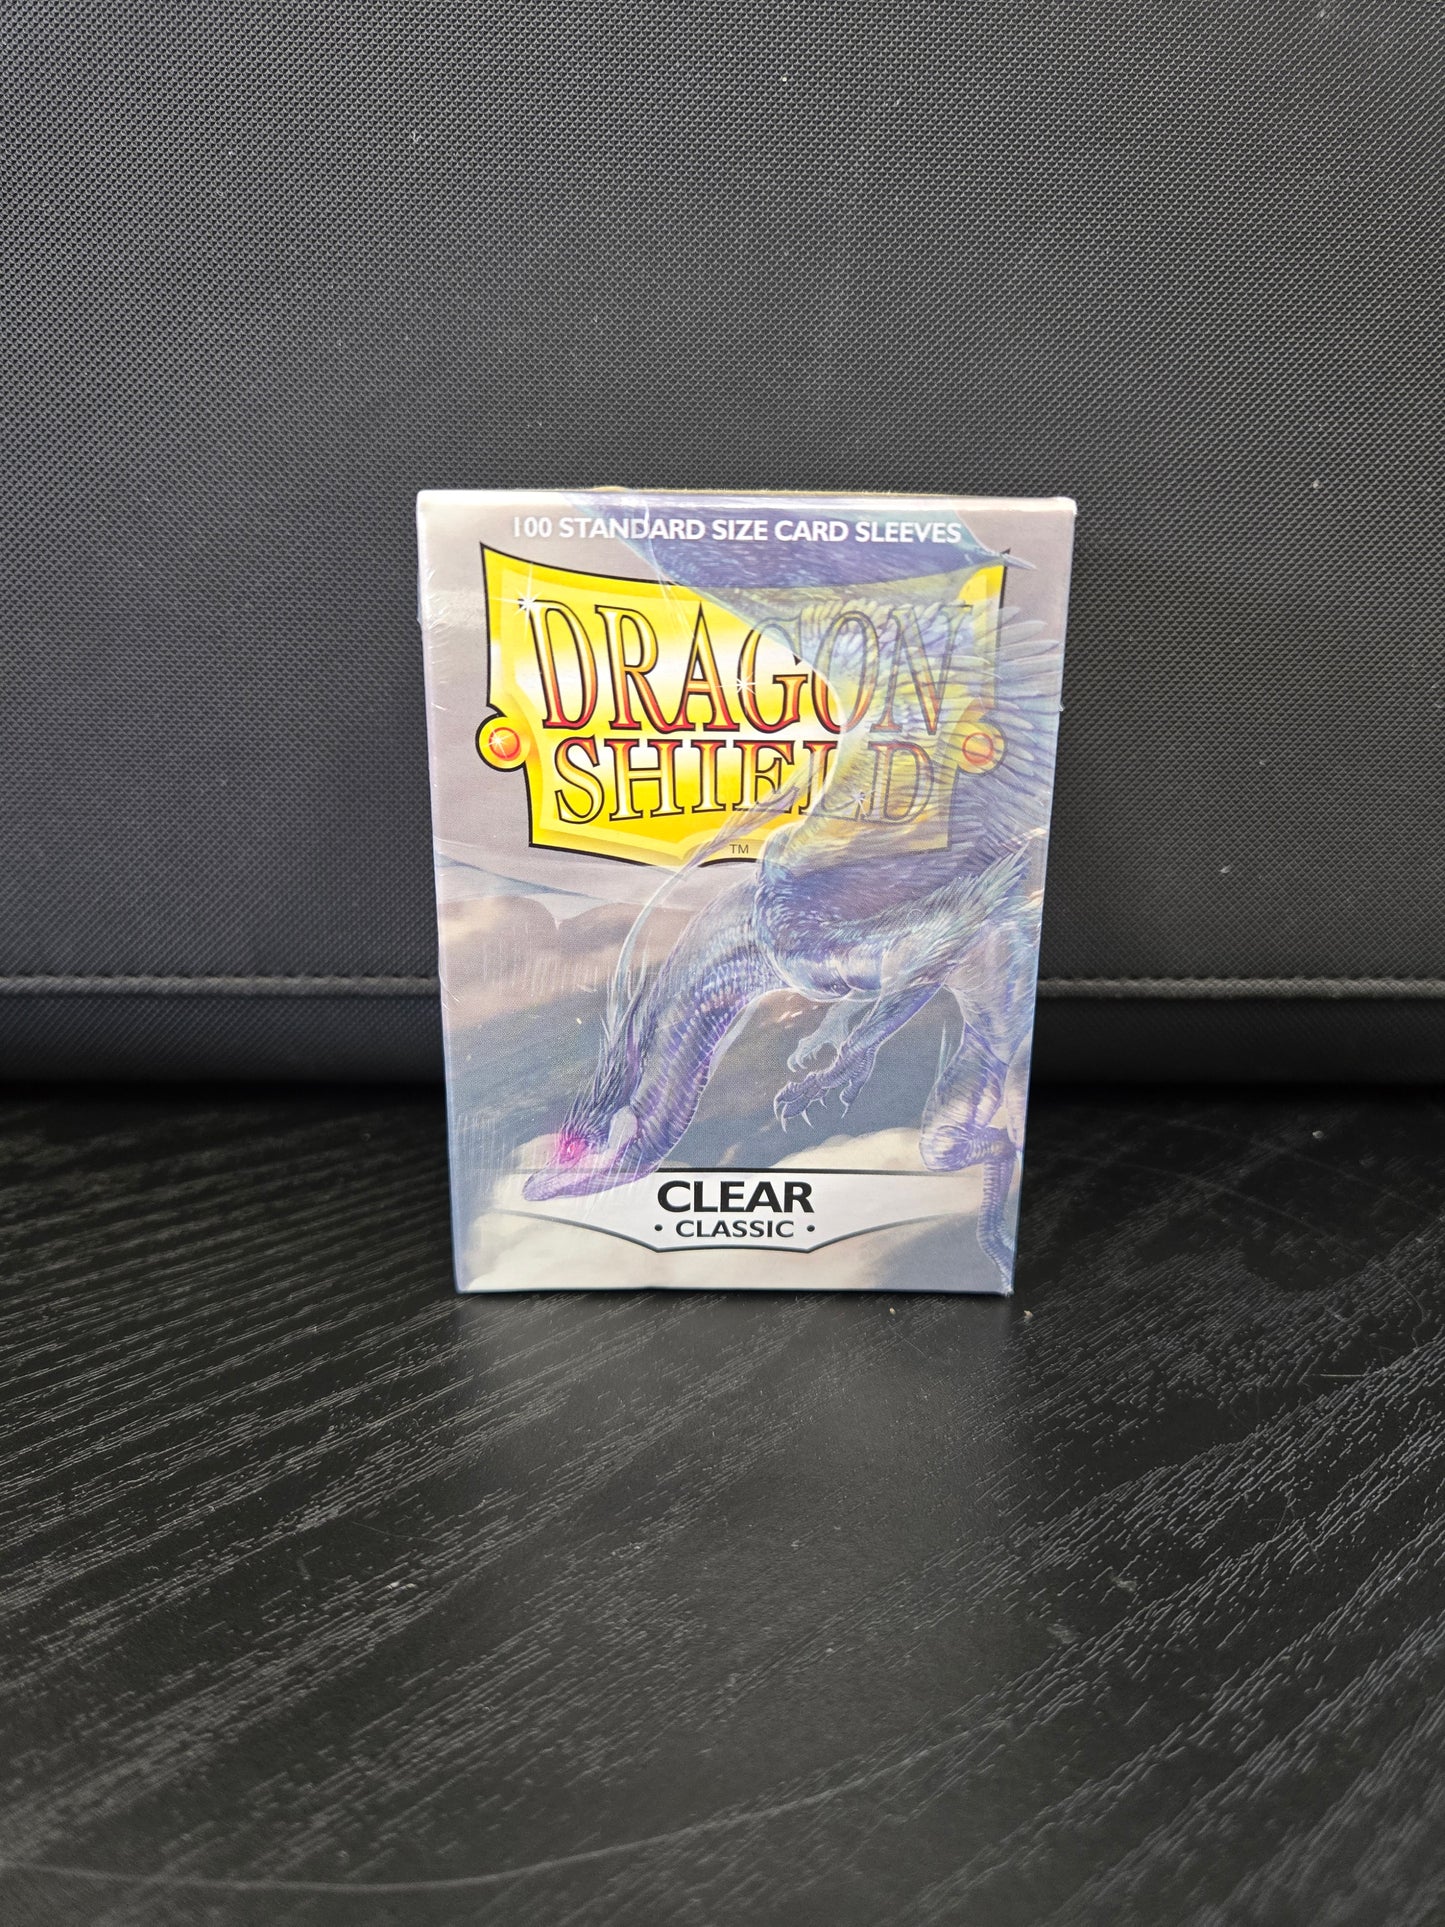 100 STANDARD SIZE CARD SLEEVES
DRAGON
SHIELD
TM
CLEAR
• CLASSIC •